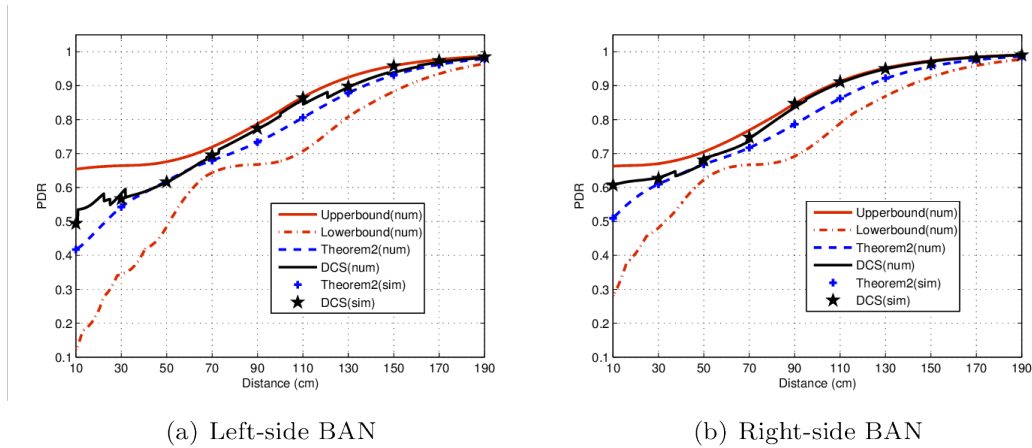 1
0.9
0.8
0.7
0.6
0.5
0.4
0.3
0.2
0.1
PDR
10 30 50 70 90 110 130 150 170 190
Distance (cm)
Upperbound(num)
Lowerbound(num)
Theorem2(num)
DCS(num)
Theorem2(sim)
DCS(sim)
(a) Left-side BAN
1
0.9
0.8
0.7
0.6
0.5
0.4
0.3
0.2
0.1
PDR
10 30 50 70 90 110 130 150 170 190
Distance (cm)
Upperbound(num)
Lowerbound(num)
Theorem2(num)
DCS(num)
Theorem2(sim)
DCS(sim)
(b) Right-side BAN